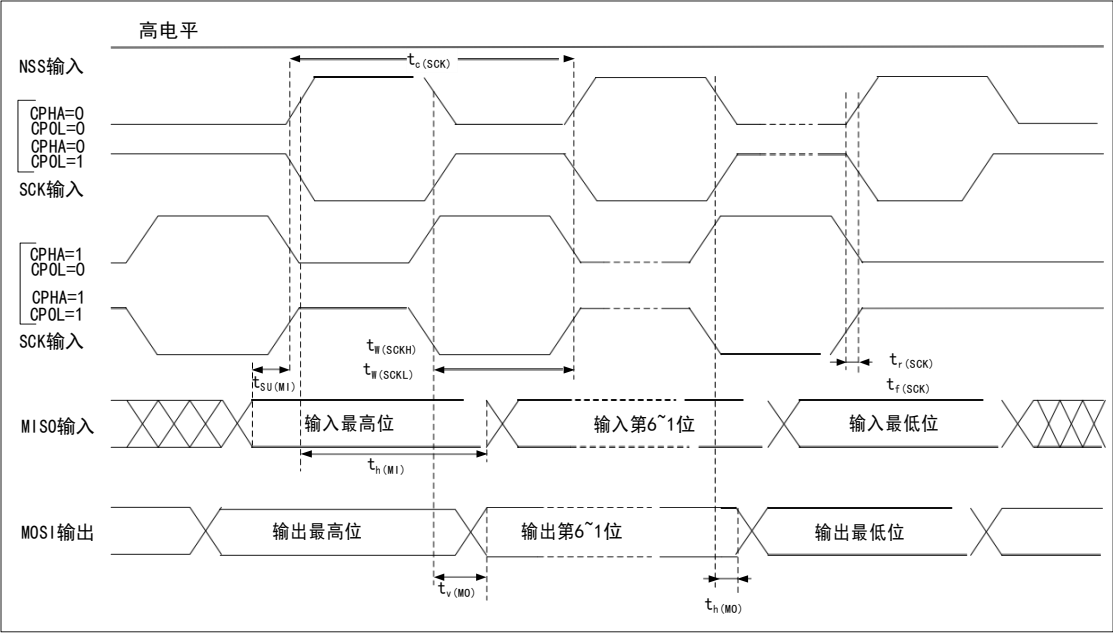 高电平
NSS输入
tc(SCK)
CPHA=0
CPOL=0
CPHA=0
CPOL=1
SCK输入
CPHA=1
CPOL=0
CPHA=1
CPOL=1
SCK输入
tW(SCKH)
tW(SCKL)
tr(SCK)
tf(SCK)
tSU(MI)
MISO输入
输入最高位
输入第6~1位
输入最低位
th(MI)
MOSI输出
输出最高位
输出第6~1位
输出最低位
tv(MO)
th(MO)